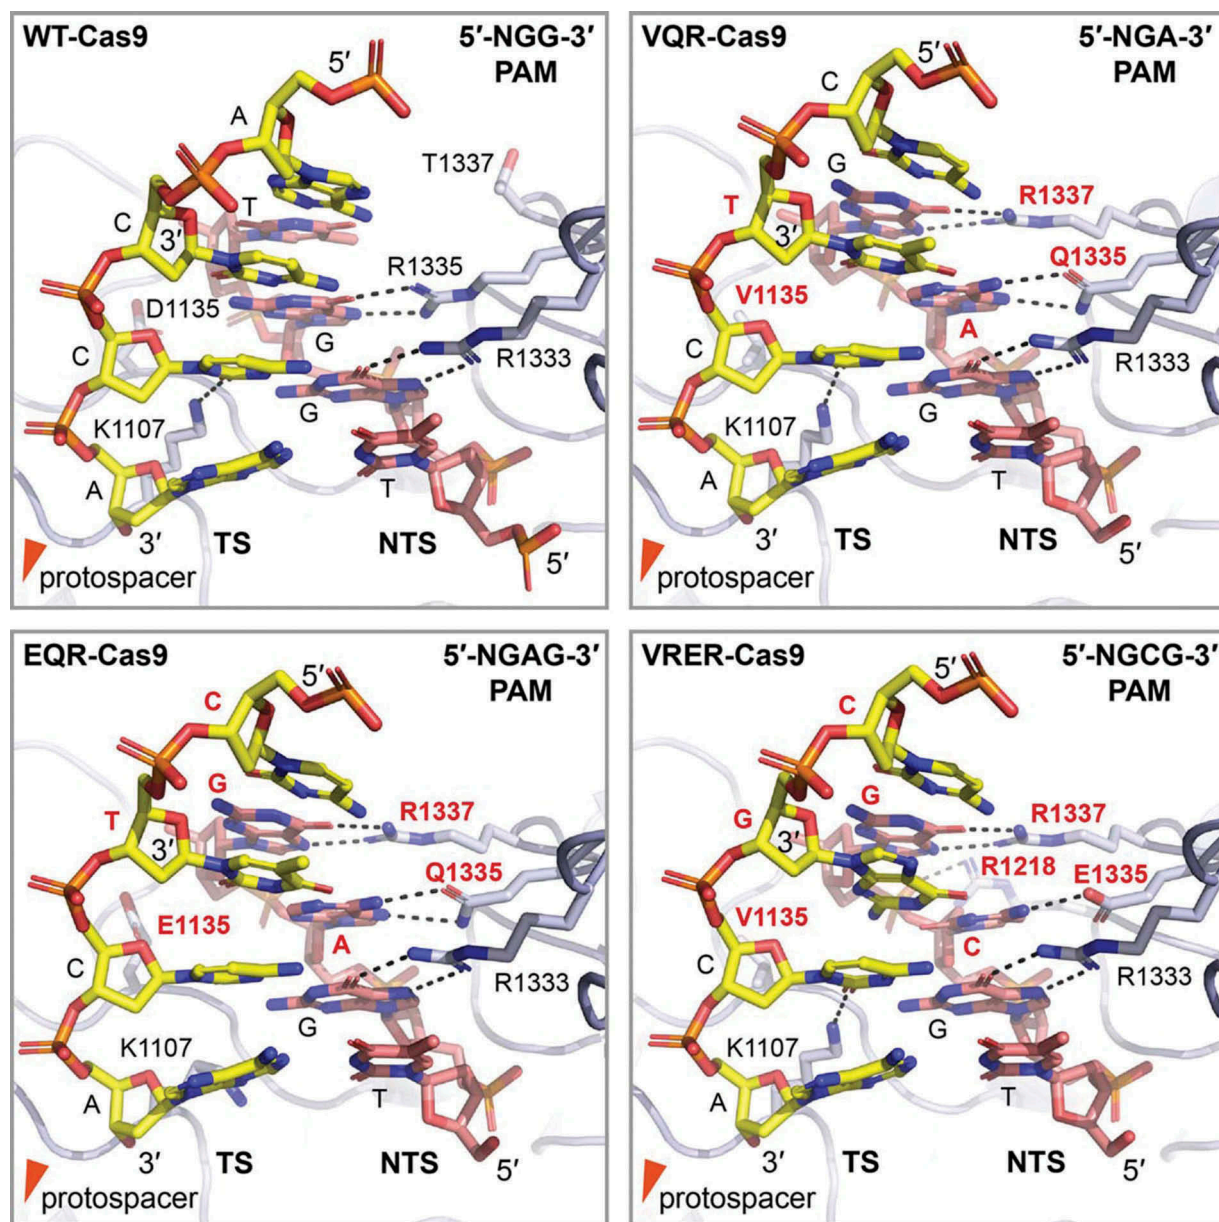 WT-Cas9
5′-NGG-3′
PAM
5′
A
T1337
T
C
3′
R1335
D1135
G
C
R1333
G
K1107
T
A
3′
TS
NTS
5′
protospacer
VQR-Cas9
5′-NGA-3′
PAM
5′
C
G
T
R1337
3′
Q1335
V1135
A
C
R1333
G
K1107
A
T
3′
TS
NTS
5′
protospacer
EQR-Cas9
5′-NGAG-3′
PAM
5′
C
G
T
R1337
3′
Q1335
E1135
A
C
R1333
G
K1107
A
T
3′
TS
NTS
5′
protospacer
VRER-Cas9
5′-NGCG-3′
PAM
5′
C
G
G
R1337
3′
R1218
E1335
V1135
C
C
R1333
G
K1107
A
T
3′
TS
NTS
5′
protospacer